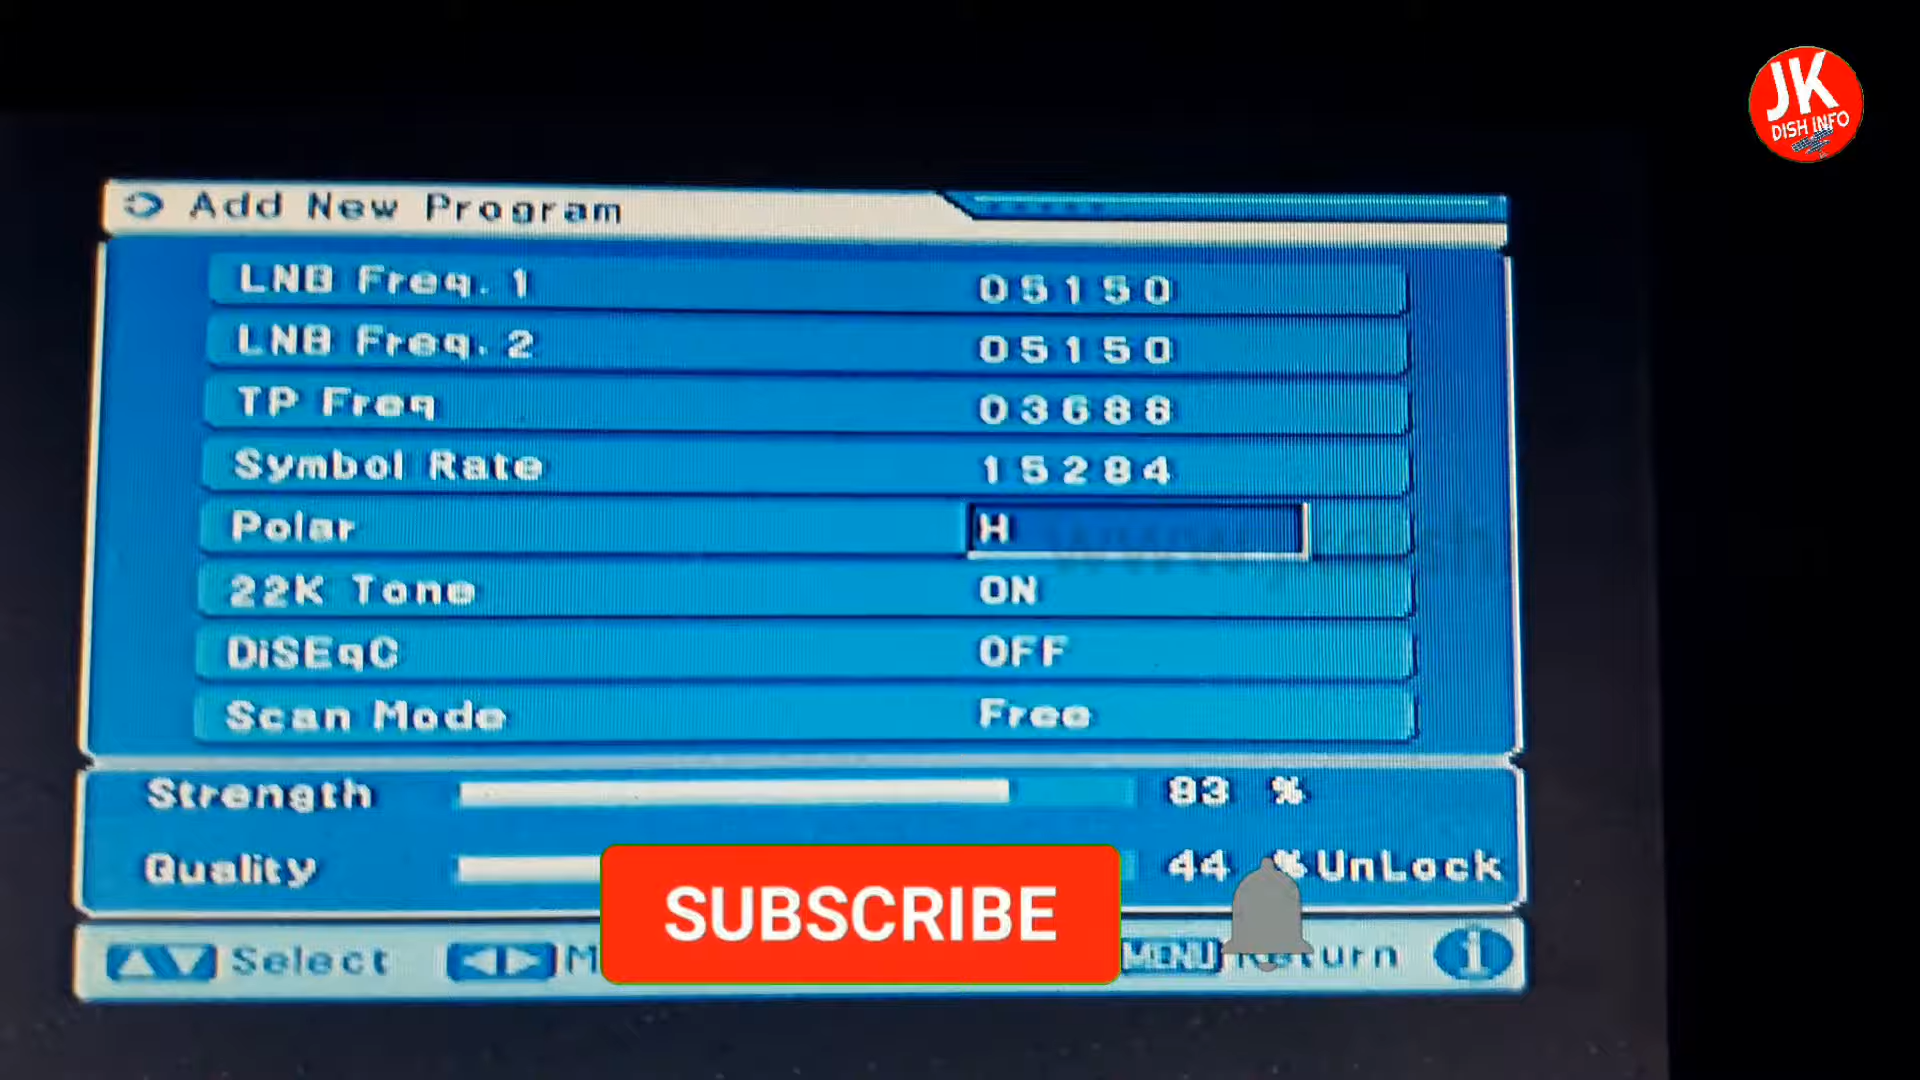 JK
DISH INFO
Add New Program
LNB Freq. 1 05150
LNB Freq. 2 05150
TP Freq 03688
Symbol Rate 15284
Polar H
22K Tone ON
DiSEqC OFF
Scan Mode Free
Strength 83 %
Quality 44 % UnLock
SUBSCRIBE
Select MENU Return